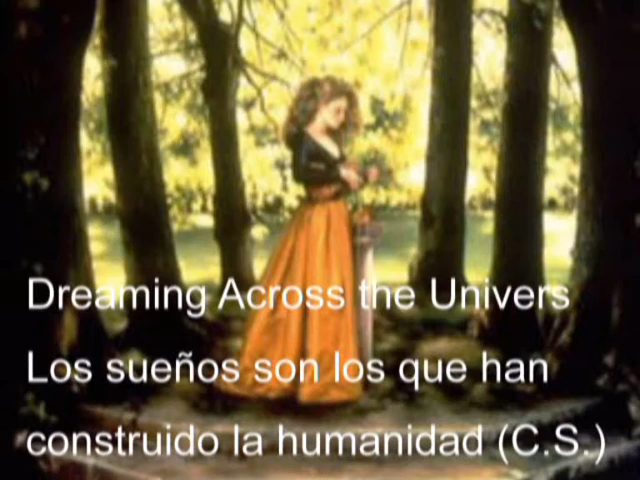 Dreaming Across the Univers
Los sueños son los que han
construido la humanidad (C.S.)